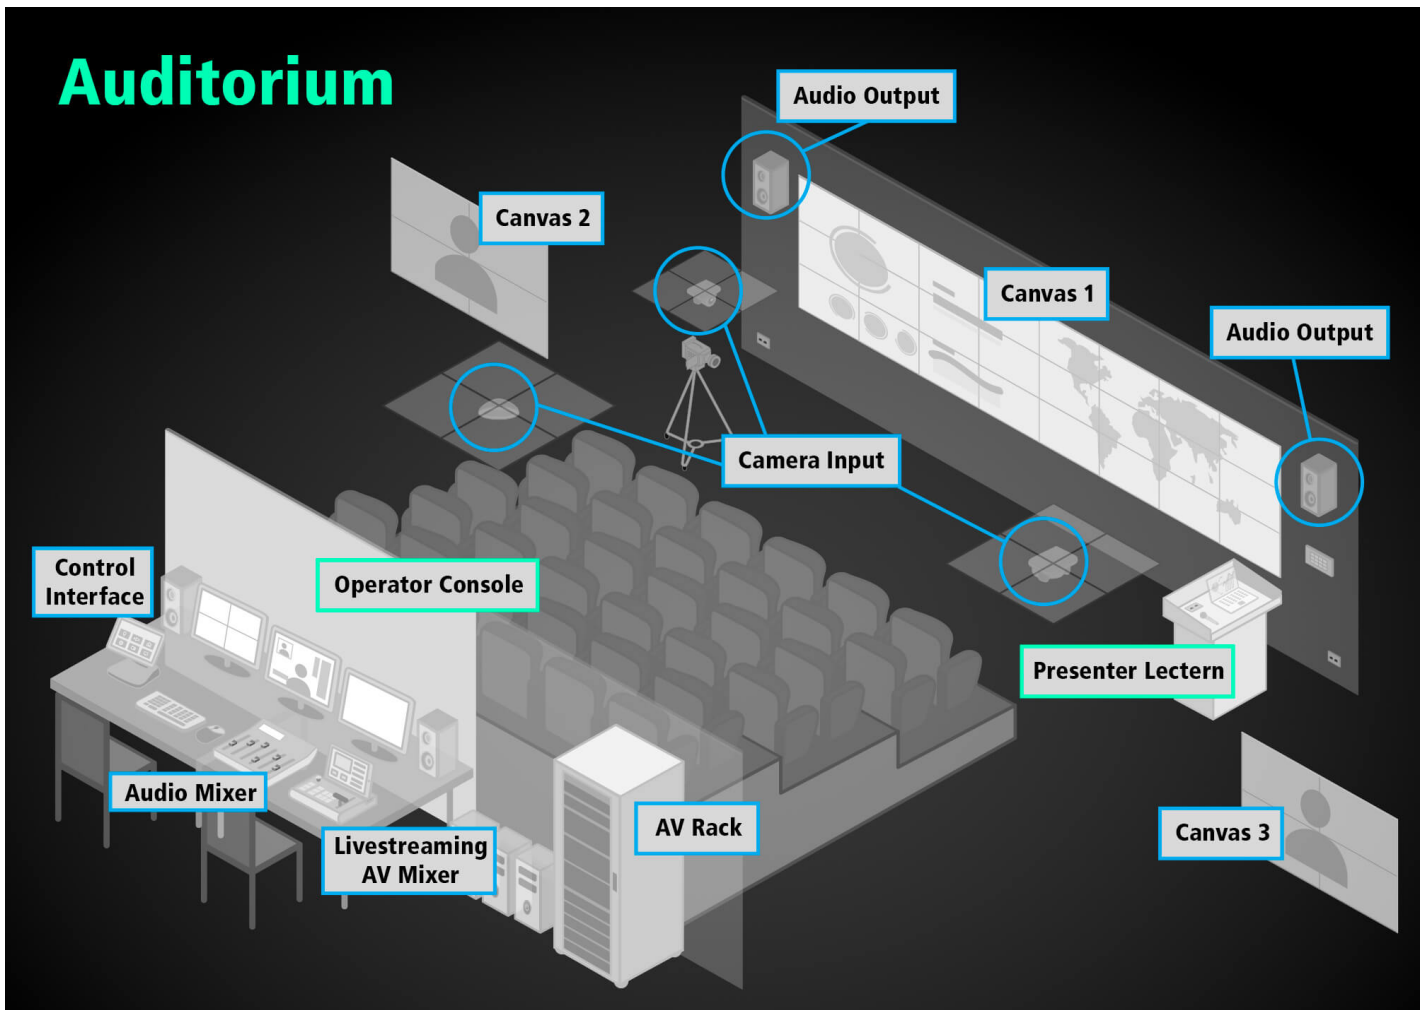 Auditorium
Audio Output
Canvas 2
Canvas 1
Audio Output
Camera Input
Control
Interface
Operator Console
Presenter Lectern
Audio Mixer
Livestreaming
AV Mixer
AV Rack
Canvas 3